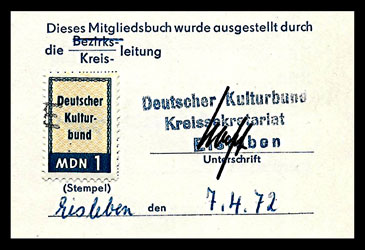 Dieses Mitgliedsbuch wurde ausgestellt durch
die Bezirks-
Kreis- leitung
Deutscher
Kultur-
bund
MDN 1
Deutscher Kulturbund
Kreissekretariat
Eisleben
Unterschrift
(Stempel)
Eisleben den 7.4.72